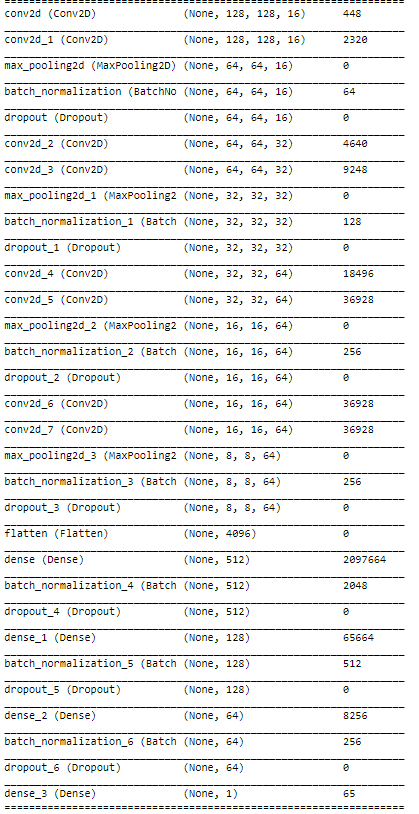 conv2d (Conv2D) (None, 128, 128, 16) 448
conv2d_1 (Conv2D) (None, 128, 128, 16) 2320
max_pooling2d (MaxPooling2D) (None, 64, 64, 16) 0
batch_normalization (BatchNo (None, 64, 64, 16) 64
dropout (Dropout) (None, 64, 64, 16) 0
conv2d_2 (Conv2D) (None, 64, 64, 32) 4640
conv2d_3 (Conv2D) (None, 64, 64, 32) 9248
max_pooling2d_1 (MaxPooling2 (None, 32, 32, 32) 0
batch_normalization_1 (Batch (None, 32, 32, 32) 128
dropout_1 (Dropout) (None, 32, 32, 32) 0
conv2d_4 (Conv2D) (None, 32, 32, 64) 18496
conv2d_5 (Conv2D) (None, 32, 32, 64) 36928
max_pooling2d_2 (MaxPooling2 (None, 16, 16, 64) 0
batch_normalization_2 (Batch (None, 16, 16, 64) 256
dropout_2 (Dropout) (None, 16, 16, 64) 0
conv2d_6 (Conv2D) (None, 16, 16, 64) 36928
conv2d_7 (Conv2D) (None, 16, 16, 64) 36928
max_pooling2d_3 (MaxPooling2 (None, 8, 8, 64) 0
batch_normalization_3 (Batch (None, 8, 8, 64) 256
dropout_3 (Dropout) (None, 8, 8, 64) 0
flatten (Flatten) (None, 4096) 0
dense (Dense) (None, 512) 2097664
batch_normalization_4 (Batch (None, 512) 2048
dropout_4 (Dropout) (None, 512) 0
dense_1 (Dense) (None, 128) 65664
batch_normalization_5 (Batch (None, 128) 512
dropout_5 (Dropout) (None, 128) 0
dense_2 (Dense) (None, 64) 8256
batch_normalization_6 (Batch (None, 64) 256
dropout_6 (Dropout) (None, 64) 0
dense_3 (Dense) (None, 1) 65